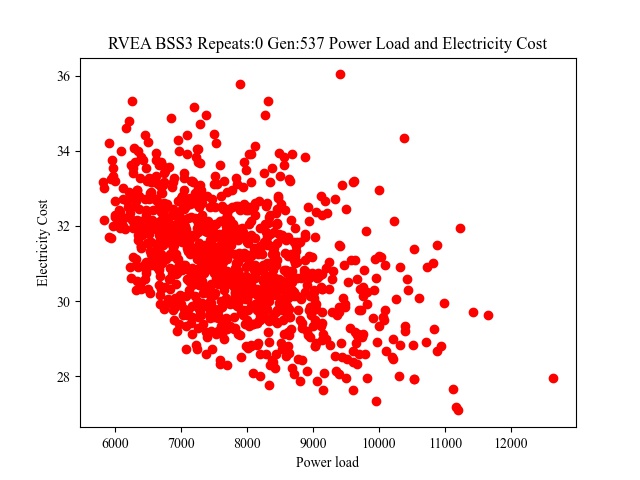 RVEA BSS3 Repeats:0 Gen:537 Power Load and Electricity Cost
36
34
32
30
28
Electricity Cost
6000 7000 8000 9000 10000 11000 12000
Power load